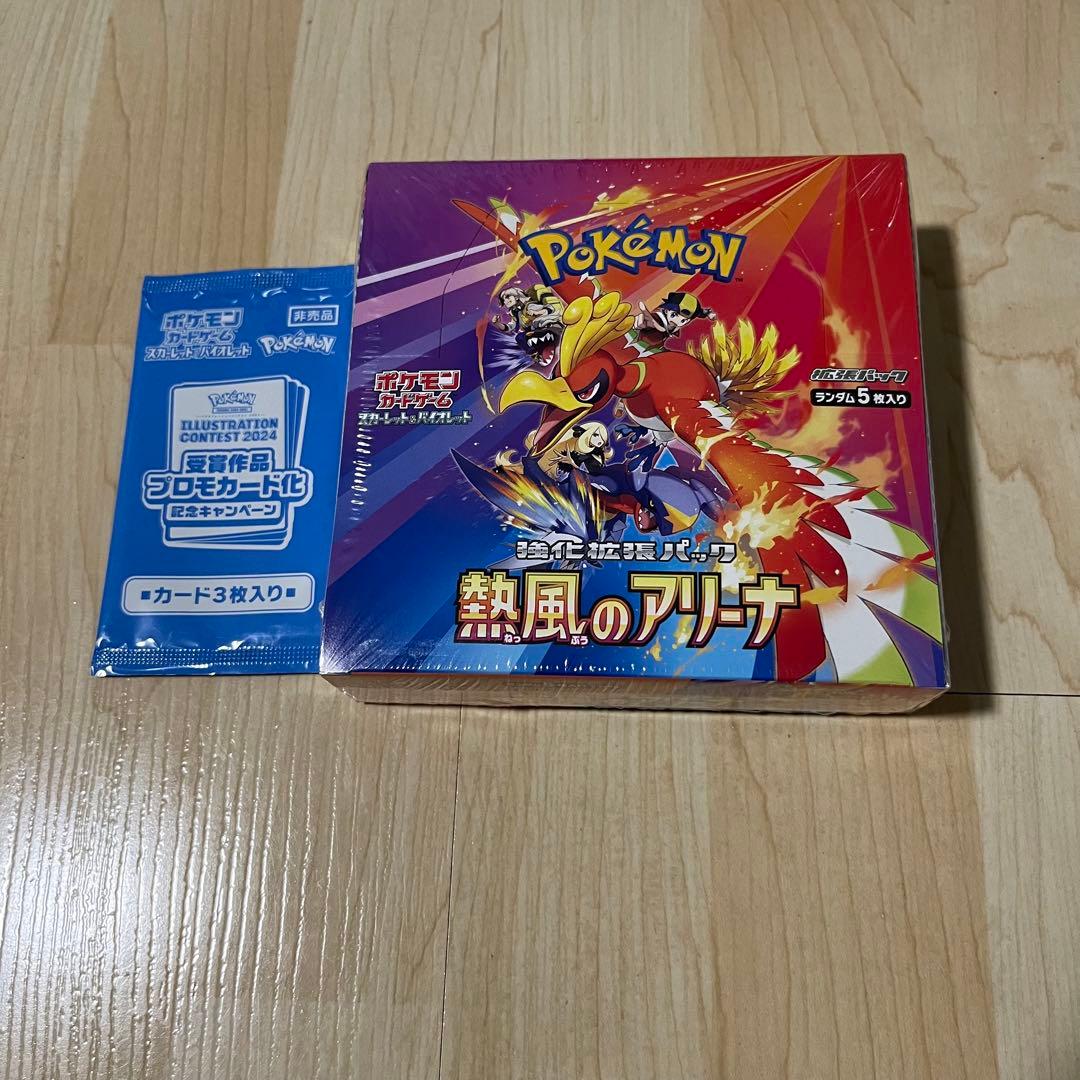 ポケモン
カードゲーム
スカーレット&バイオレット
非売品
POKÉMON
POKÉMON
ILLUSTRATION
CONTEST 2024
受賞作品
プロモカード化
記念キャンペーン
■カード3枚入り■
POKÉMON
TM
ポケモン
カードゲーム
スカーレット&バイオレット
拡張パック
ランダム5枚入り
強化拡張パック
熱風のアリーナ
ねっ ぷう